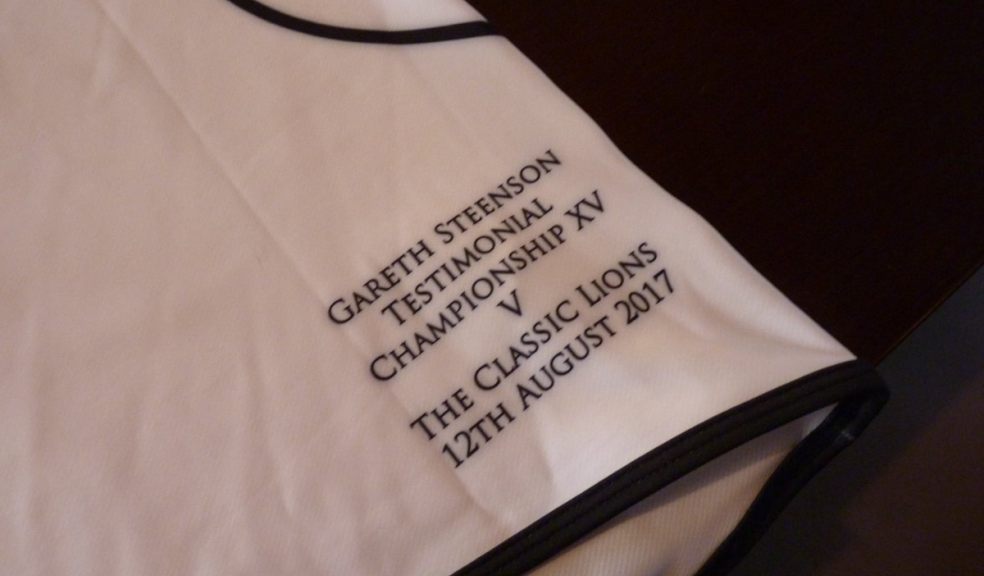 Gareth Steenson
Testimonial
Championship XV
V
The Classic Lions
12th August 2017